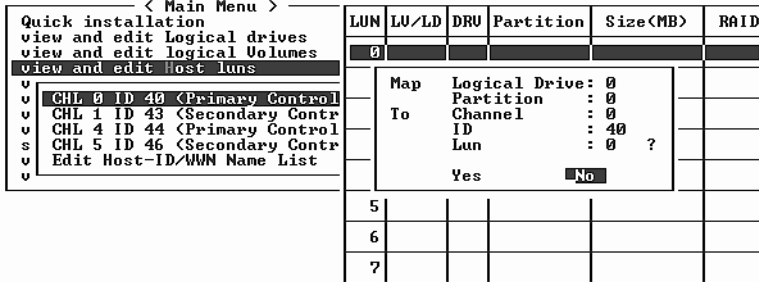 < Main Menu >
Quick installation
view and edit Logical drives
view and edit logical Volumes
view and edit Host luns
v
v CHL 0 ID 40 (Primary Control
v CHL 1 ID 43 (Secondary Contr
v CHL 4 ID 44 (Primary Control
s CHL 5 ID 46 (Secondary Contr
v Edit Host-ID/WWN Name List
v
LUN LV/LD DRV Partition Size(MB) RAID
0
Map Logical Drive: 0
Partition : 0
To Channel : 0
ID : 40
Lun : 0 ?
Yes No
5
6
7